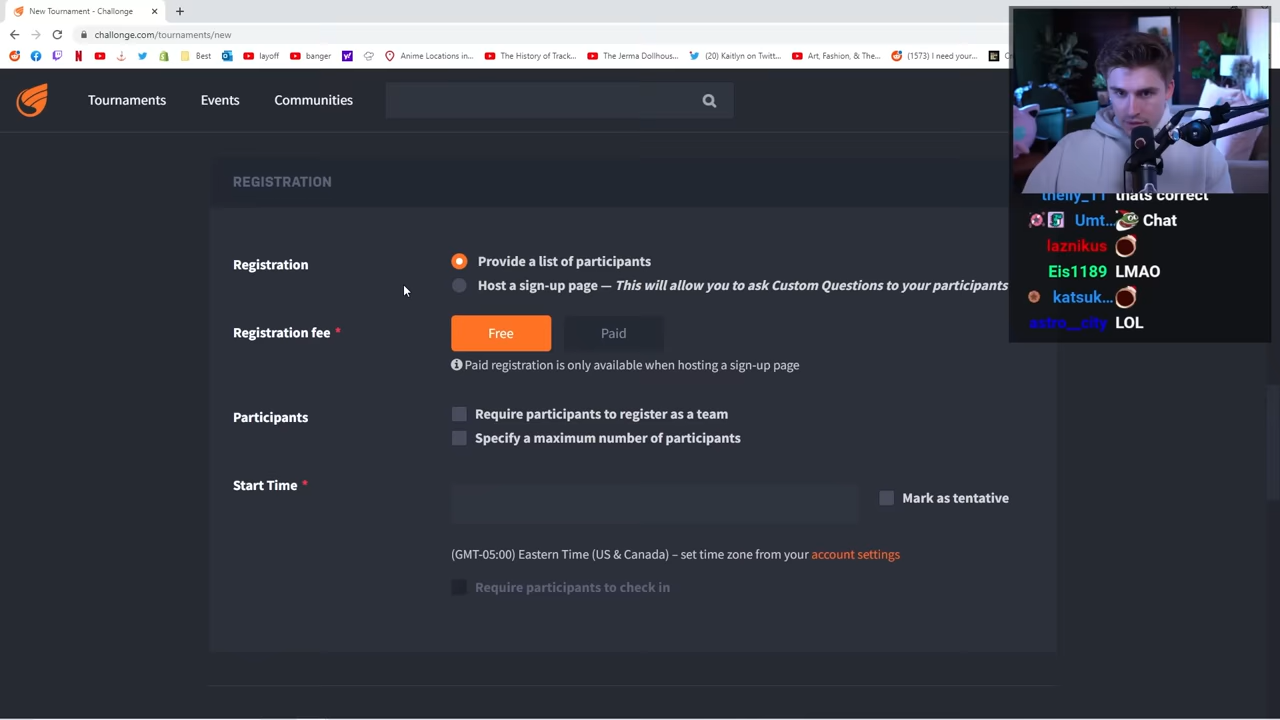 New Tournament - Challonge
challonge.com/tournaments/new
Best
layoff
banger
Anime Locations in...
The History of Track...
The Jerma Dollhous...
(20) Kaitlyn on Twitt...
Art, Fashion, & The...
(1573) I need your...
Tournaments
Events
Communities
REGISTRATION
Registration
Provide a list of participants
Host a sign-up page — This will allow you to ask Custom Questions to your participants
Registration fee *
Free
Paid
Paid registration is only available when hosting a sign-up page
Participants
Require participants to register as a team
Specify a maximum number of participants
Start Time *
Mark as tentative
(GMT-05:00) Eastern Time (US & Canada) – set time zone from your account settings
Require participants to check in
thelly_11 thats correct
Umt... Chat
laznikus
Eis1189 LMAO
katsuk...
astro__city LOL